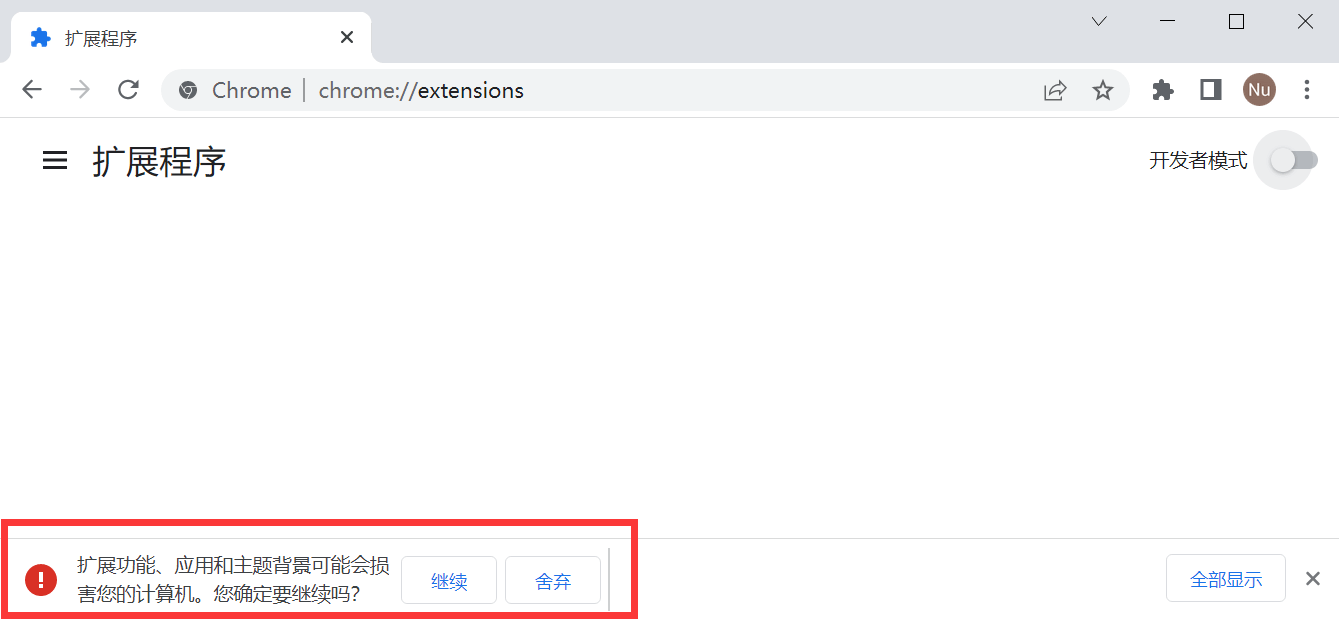 扩展程序
Chrome
chrome://extensions
Nu
扩展程序
开发者模式
扩展功能、应用和主题背景可能会损
害您的计算机。您确定要继续吗?
继续
舍弃
全部显示